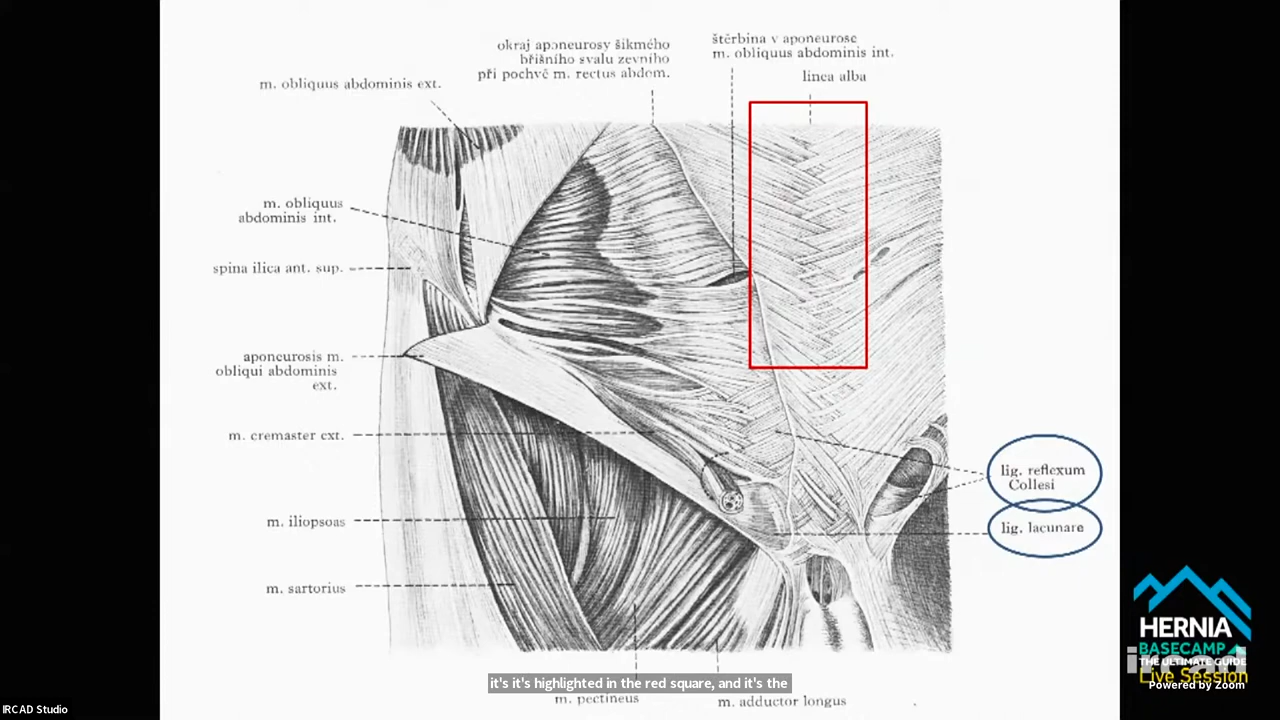 okraj aponeurosy šikmého
břišního svalu zevního
při pochvě m. rectus abdom.
štěrbina v aponeurose
m. obliquus abdominis int.
linea alba
m. obliquus abdominis ext.
m. obliquus
abdominis int.
spina ilica ant. sup.
aponeurosis m.
obliqui abdominis
ext.
m. cremaster ext.
m. iliopsoas
m. sartorius
lig. reflexum
Collesi
lig. lacunare
m. pectineus
m. adductor longus
it's it's highlighted in the red square, and it's the
HERNIA
BASECAMP
THE ULTIMATE GUIDE
ircad
Live Session
Powered by Zoom
IRCAD Studio